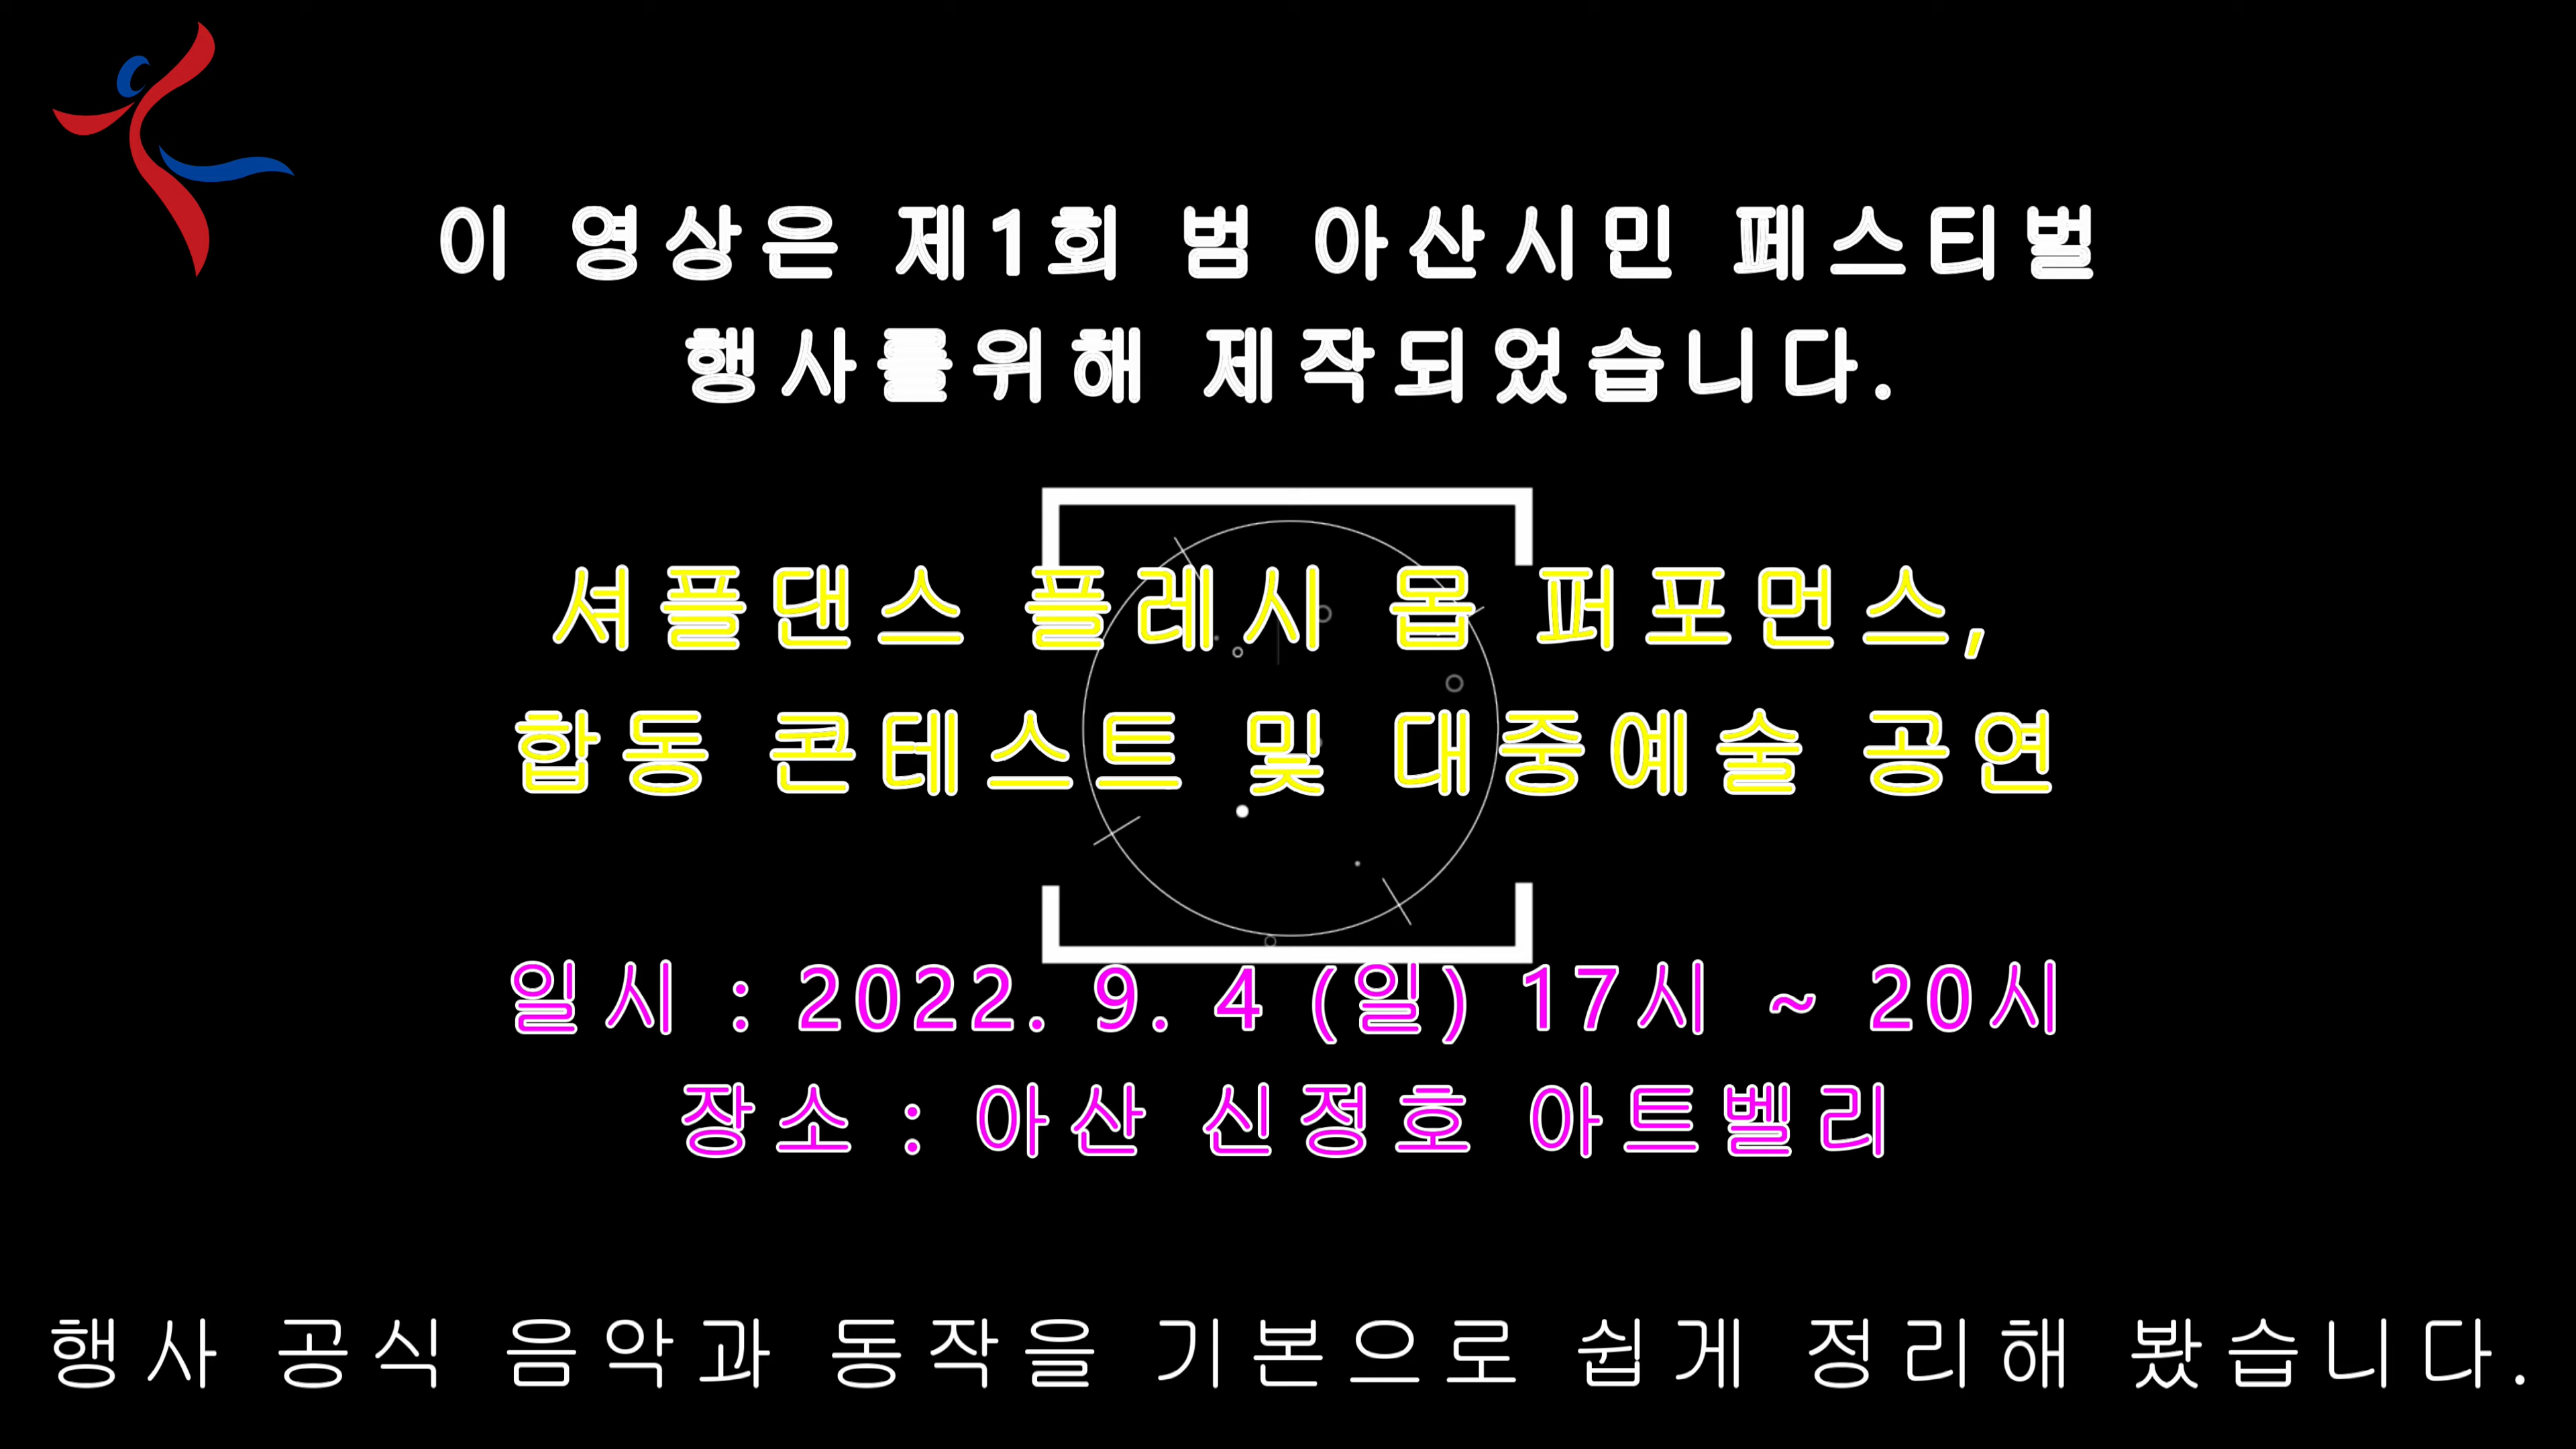 이 영상은 제1회 범 아산시민 페스티벌
행사를위해 제작되었습니다.
셔플댄스 플레시 몹 퍼포먼스,
합동 콘테스트 및 대중예술 공연
일시 : 2022. 9. 4 (일) 17시 ~ 20시
장소 : 아산 신정호 아트벨리
행사 공식 음악과 동작을 기본으로 쉽게 정리해 봤습니다.